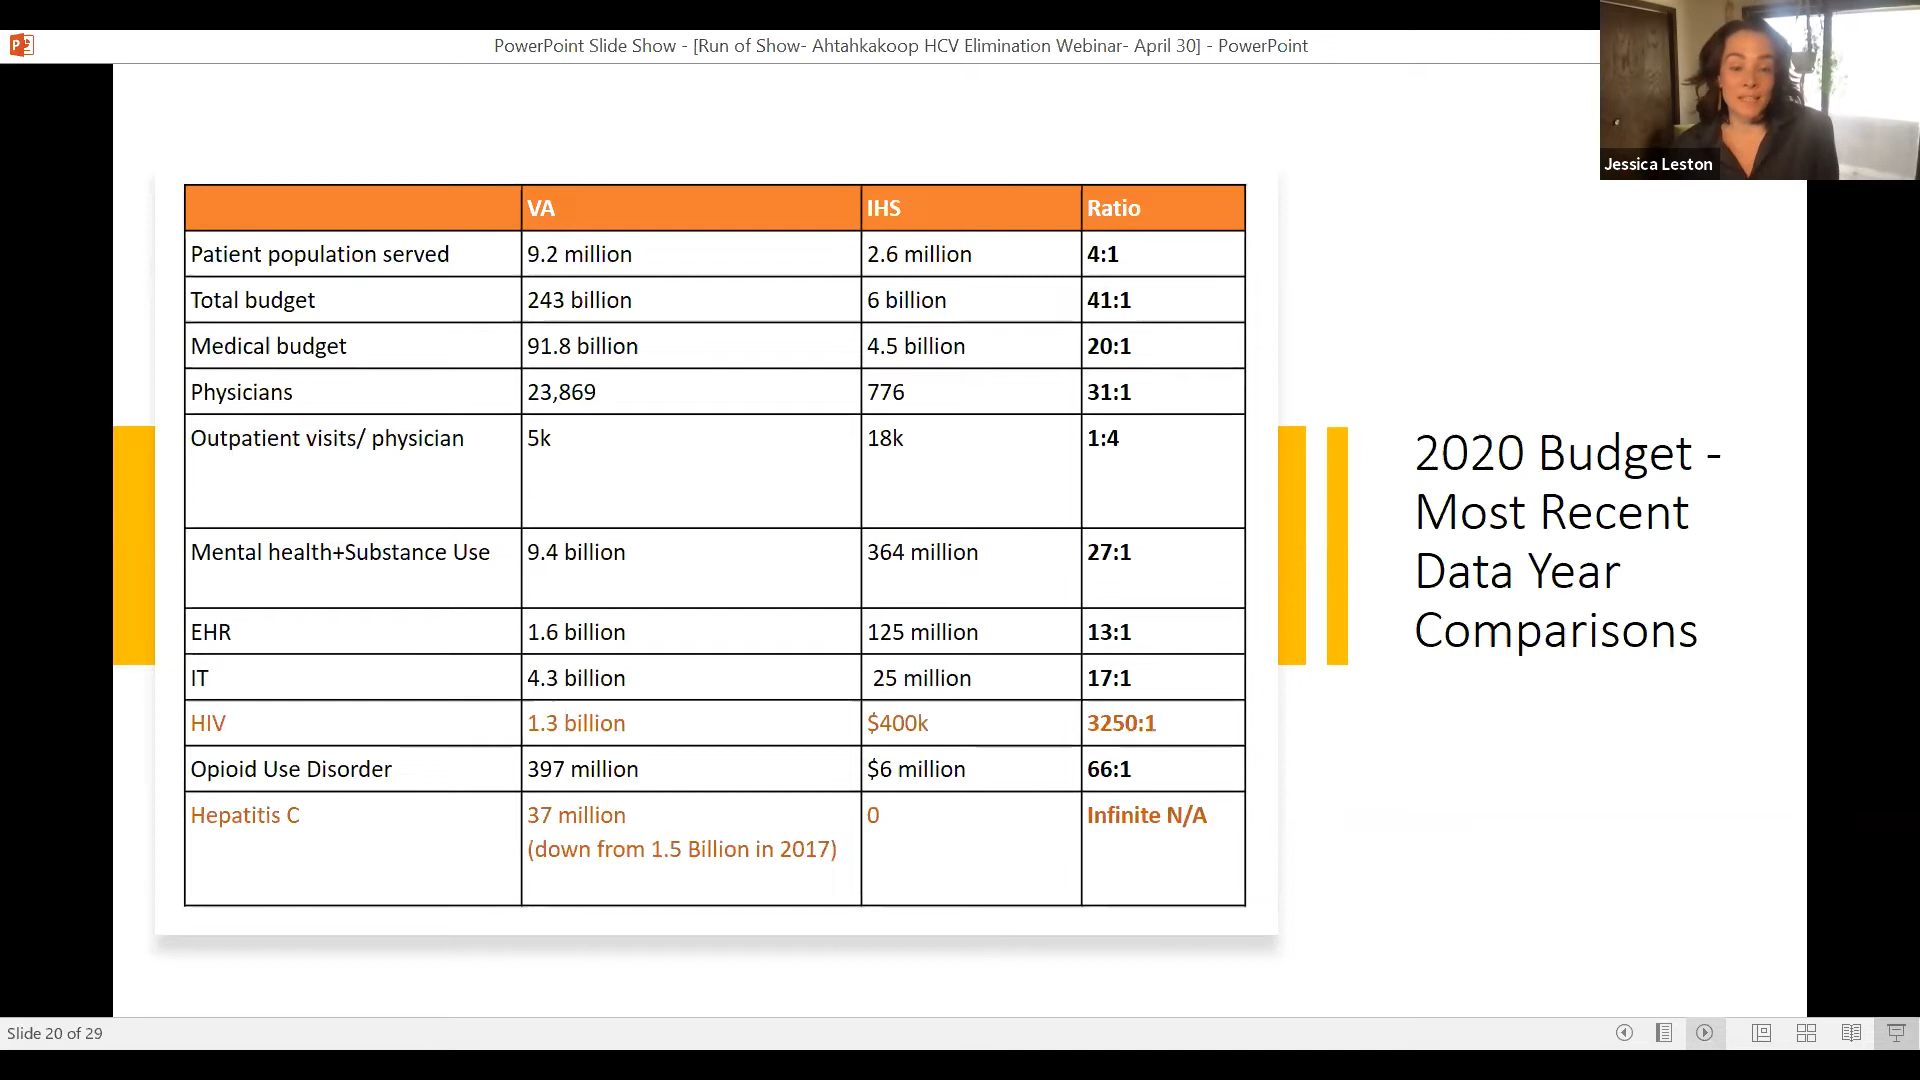 PowerPoint Slide Show - [Run of Show- Ahtahkakoop HCV Elimination Webinar- April 30] - PowerPoint
Jessica Leston
VA IHS Ratio
Patient population served 9.2 million 2.6 million 4:1
Total budget 243 billion 6 billion 41:1
Medical budget 91.8 billion 4.5 billion 20:1
Physicians 23,869 776 31:1
Outpatient visits/ physician 5k 18k 1:4
Mental health+Substance Use 9.4 billion 364 million 27:1
EHR 1.6 billion 125 million 13:1
IT 4.3 billion 25 million 17:1
HIV 1.3 billion $400k 3250:1
Opioid Use Disorder 397 million $6 million 66:1
Hepatitis C 37 million 0 Infinite N/A
(down from 1.5 Billion in 2017)
2020 Budget -
Most Recent
Data Year
Comparisons
Slide 20 of 29